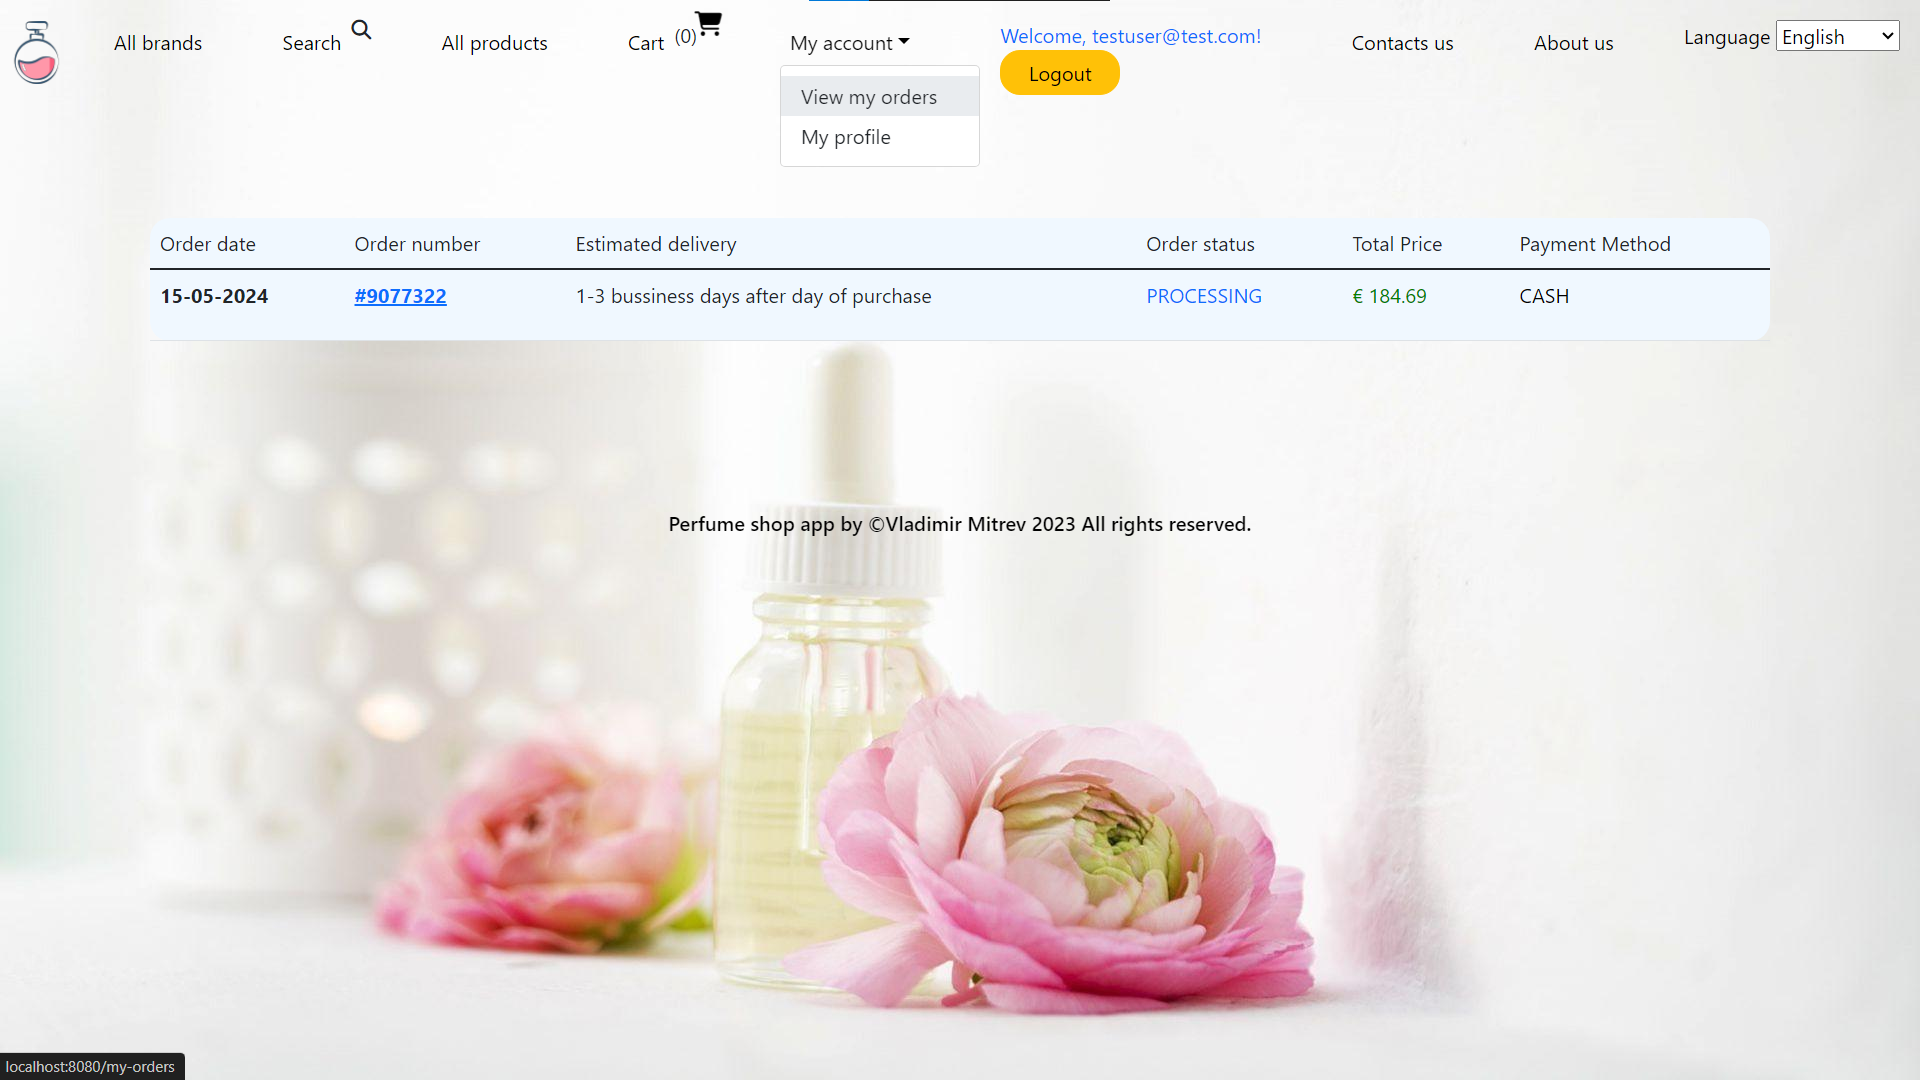 All brands
Search
All products
Cart (0)
My account
Welcome, testuser@test.com!
Logout
Contacts us
About us
Language English
View my orders
My profile
Order date Order number Estimated delivery Order status Total Price Payment Method
15-05-2024 #9077322 1-3 bussiness days after day of purchase PROCESSING € 184.69 CASH
Perfume shop app by ©Vladimir Mitrev 2023 All rights reserved.
localhost:8080/my-orders